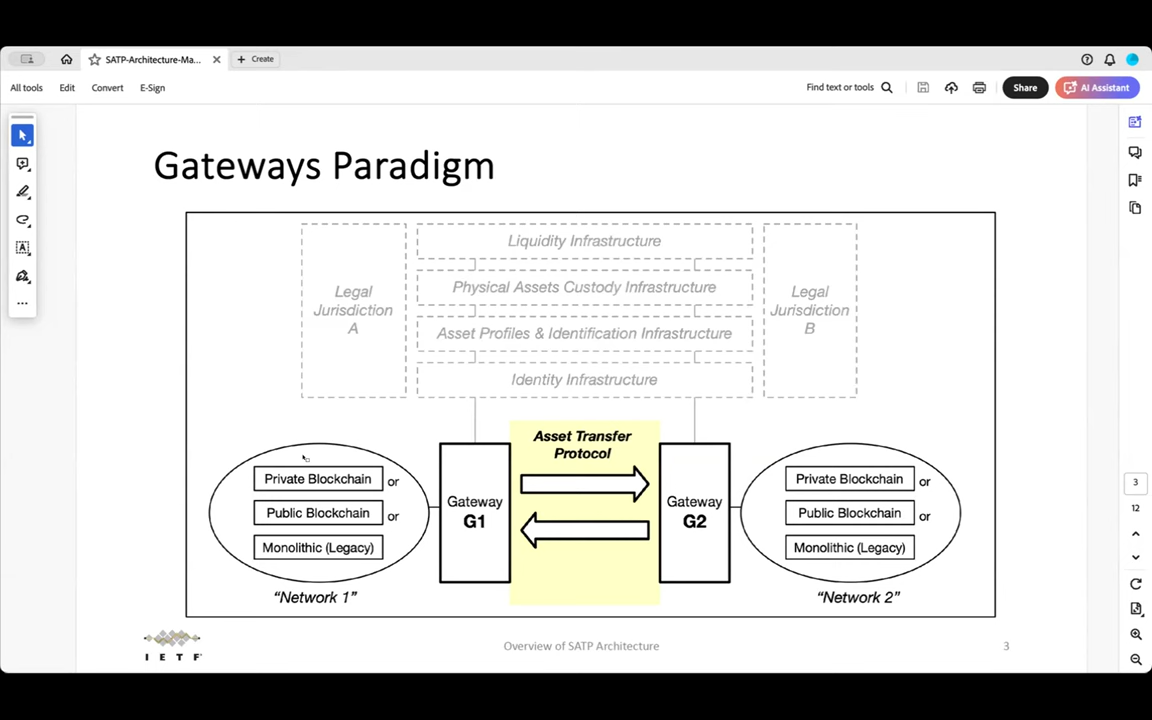 SATP-Architecture-Ma...
Create
All tools
Edit
Convert
E-Sign
Find text or tools
Share
AI Assistant
Gateways Paradigm
Liquidity Infrastructure
Physical Assets Custody Infrastructure
Asset Profiles & Identification Infrastructure
Identity Infrastructure
Legal
Jurisdiction
A
Legal
Jurisdiction
B
Asset Transfer
Protocol
Private Blockchain or
Public Blockchain or
Monolithic (Legacy)
"Network 1"
Gateway
G1
Gateway
G2
Private Blockchain or
Public Blockchain or
Monolithic (Legacy)
"Network 2"
I E T F
Overview of SATP Architecture
3
3
12